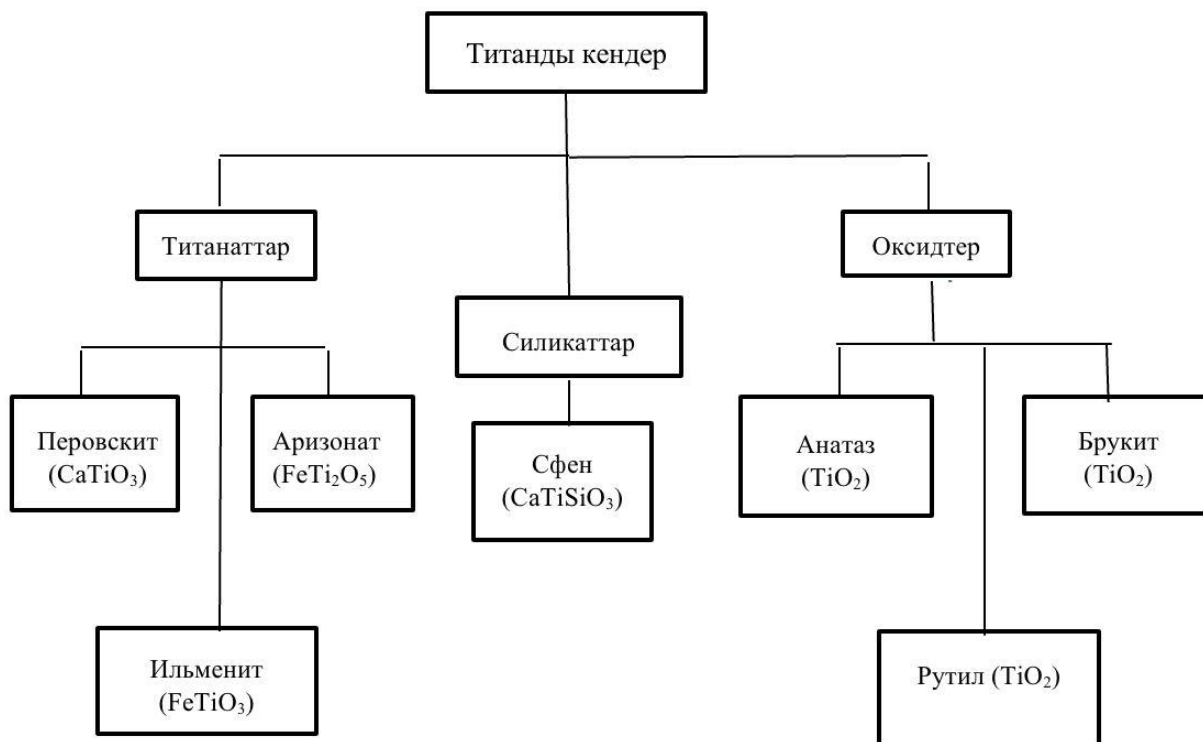 Титанды кендер
Титанаттар
Оксидтер
Силикаттар
Перовскит
(CaTiO₃)
Аризонат
(FeTi₂O₅)
Сфен
(CaTiSiO₃)
Анатаз
(TiO₂)
Брукит
(TiO₂)
Ильменит
(FeTiO₃)
Рутил (TiO₂)